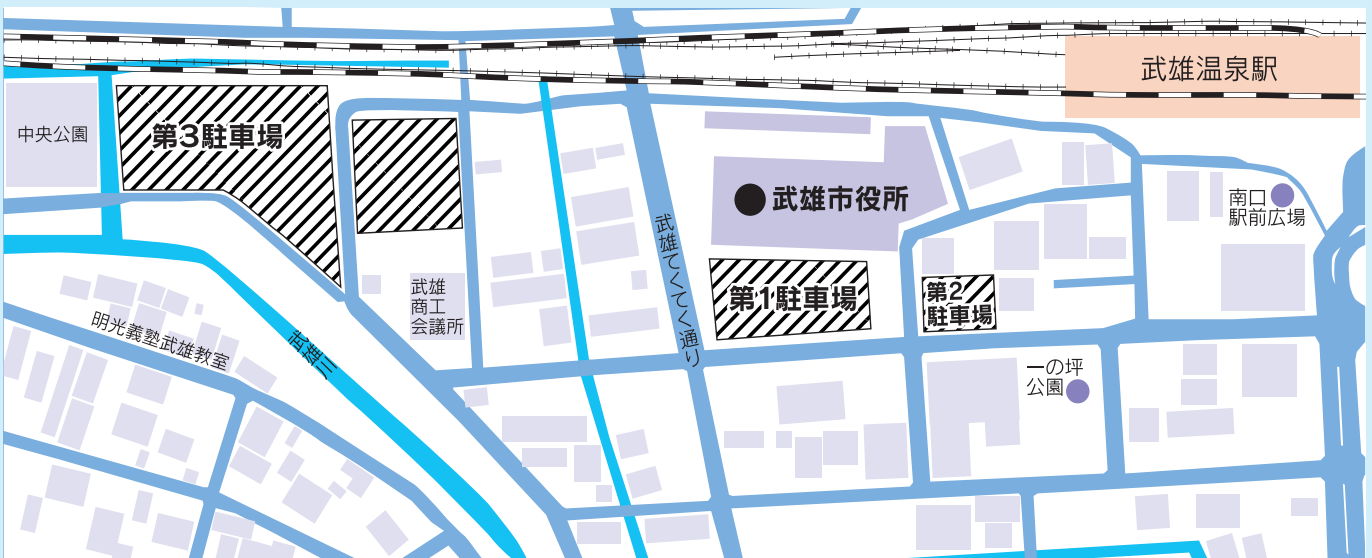 武雄温泉駅
中央公園
第3駐車場
武雄市役所
南口
駅前広場
武雄てくてく通り
武雄
商工
会議所
第1駐車場
第2
駐車場
明光義塾武雄教室
武雄川
一の坪
公園